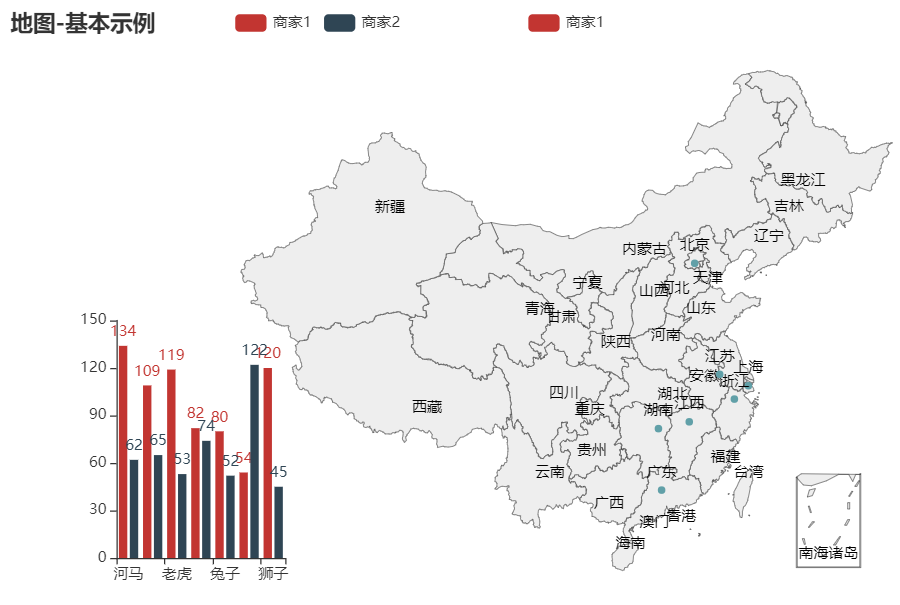 地图-基本示例
商家1
商家2
商家1
黑龙江
吉林
新疆
辽宁
北京
内蒙古
天津
宁夏
河北
山西
青海
山东
甘肃
河南
陕西
江苏
上海
安徽
浙江
四川
湖北
江西
西藏
重庆
湖南
贵州
福建
云南
广东
台湾
广西
香港
澳门
海南
南海诸岛
150
134
122
120
120
119
109
90
82
80
74
65
62
60
54
53
52
45
30
0
河马
老虎
兔子
狮子